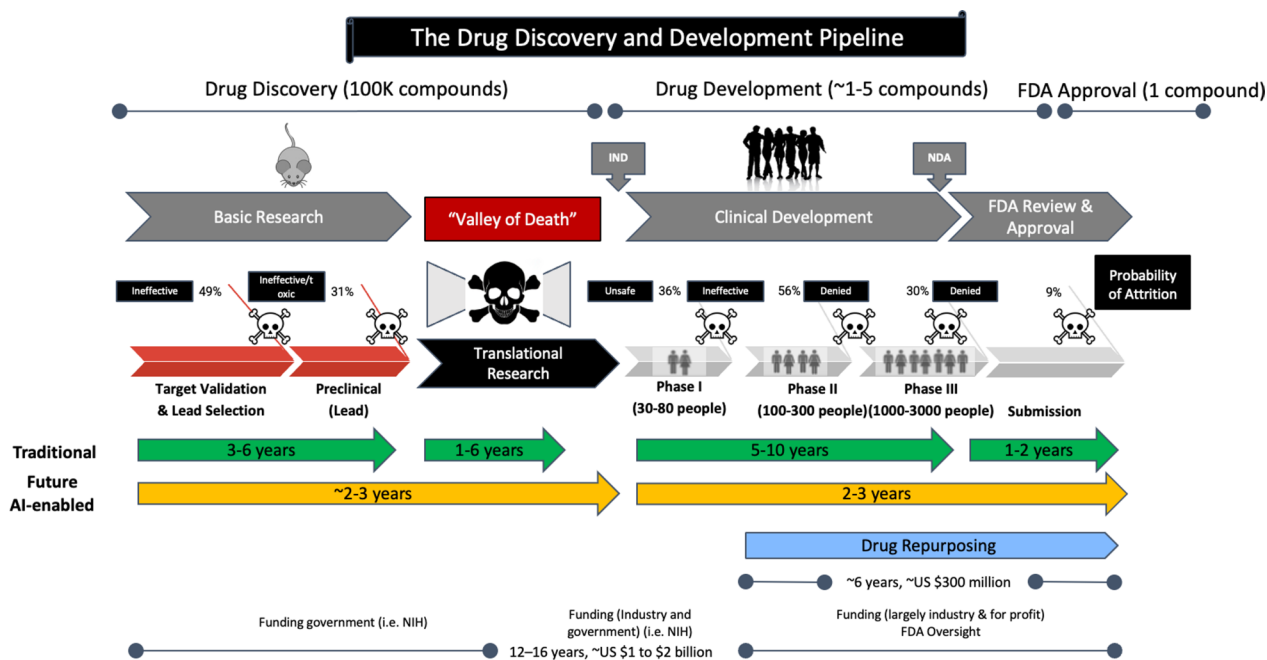 The Drug Discovery and Development Pipeline
Drug Discovery (100K compounds)
Drug Development (~1-5 compounds)
FDA Approval (1 compound)
IND
NDA
Basic Research
"Valley of Death"
Clinical Development
FDA Review &
Approval
Probability
of Attrition
Ineffective
49%
Ineffective/t
oxic
31%
Unsafe
36%
Ineffective
56%
Denied
30%
Denied
9%
Translational
Research
Target Validation
& Lead Selection
Preclinical
(Lead)
Phase I
(30-80 people)
Phase II
(100-300 people)
Phase III
(1000-3000 people)
Submission
Traditional
3-6 years
1-6 years
5-10 years
1-2 years
Future
AI-enabled
~2-3 years
2-3 years
Drug Repurposing
~6 years, ~US $300 million
Funding government (i.e. NIH)
Funding (Industry and
government) (i.e. NIH)
12–16 years, ~US $1 to $2 billion
Funding (largely industry & for profit)
FDA Oversight